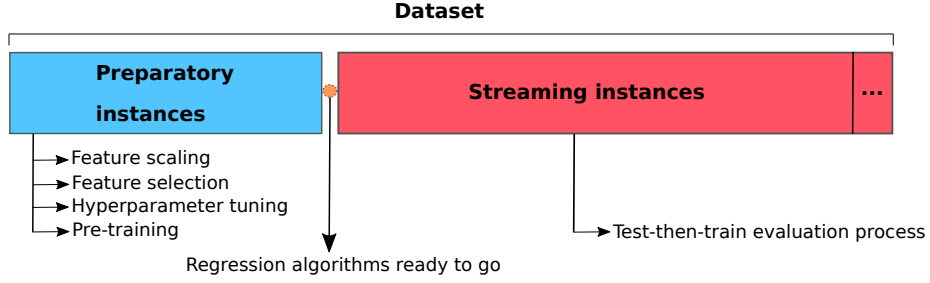 Dataset
Preparatory
instances
Streaming instances
...
Feature scaling
Feature selection
Hyperparameter tuning
Pre-training
Test-then-train evaluation process
Regression algorithms ready to go